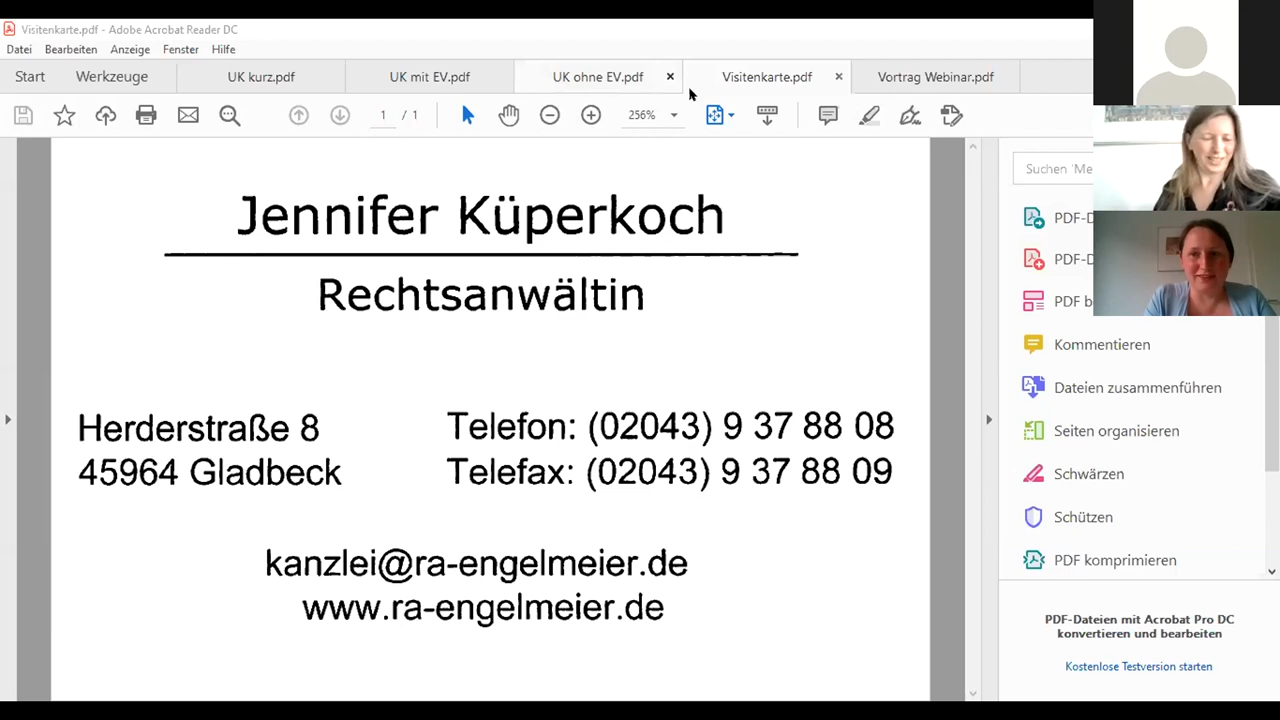 Visitenkarte.pdf - Adobe Acrobat Reader DC
Datei Bearbeiten Anzeige Fenster Hilfe
Start Werkzeuge UK kurz.pdf UK mit EV.pdf UK ohne EV.pdf Visitenkarte.pdf Vortrag Webinar.pdf
1 / 1 256%
Jennifer Küperkoch
Rechtsanwältin
Herderstraße 8 Telefon: (02043) 9 37 88 08
45964 Gladbeck Telefax: (02043) 9 37 88 09
kanzlei@ra-engelmeier.de
www.ra-engelmeier.de
Suchen
PDF-D
PDF-D
PDF b
Kommentieren
Dateien zusammenführen
Seiten organisieren
Schwärzen
Schützen
PDF komprimieren
PDF-Dateien mit Acrobat Pro DC
konvertieren und bearbeiten
Kostenlose Testversion starten